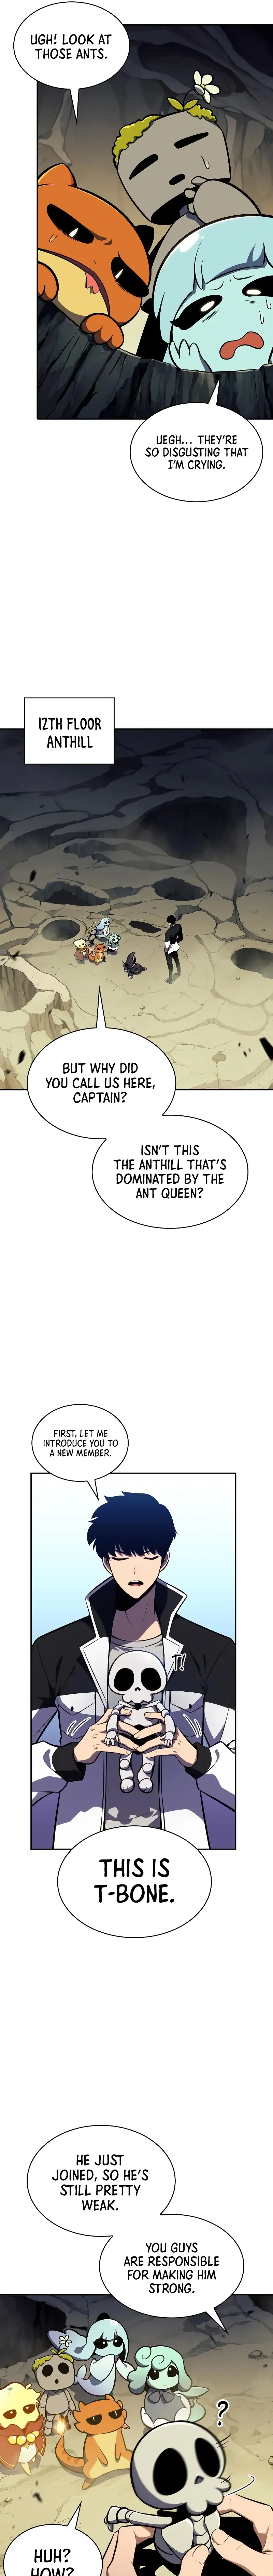 UGH! LOOK AT
THOSE ANTS.
UEGH... THEY'RE
SO DISGUSTING THAT
I'M CRYING.
12TH FLOOR
ANTHILL
BUT WHY DID
YOU CALL US HERE,
CAPTAIN?
ISN'T THIS
THE ANTHILL THAT'S
DOMINATED BY THE
ANT QUEEN?
FIRST, LET ME
INTRODUCE YOU TO
A NEW MEMBER.
T!
THIS IS
T-BONE.
HE JUST
JOINED, SO HE'S
STILL PRETTY
WEAK.
YOU GUYS
ARE RESPONSIBLE
FOR MAKING HIM
STRONG.
?
HUH?
HOW?